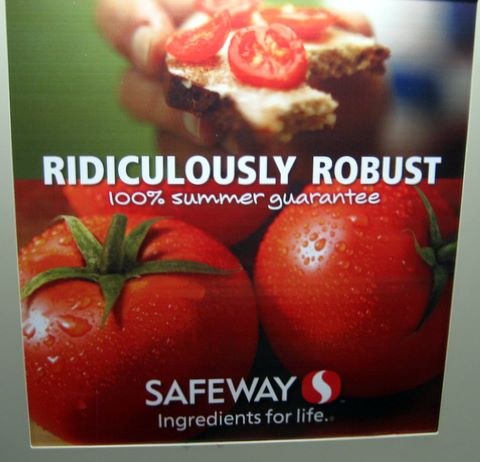 RIDICULOUSLY ROBUST
100% summer guarantee
SAFEWAY
Ingredients for life.